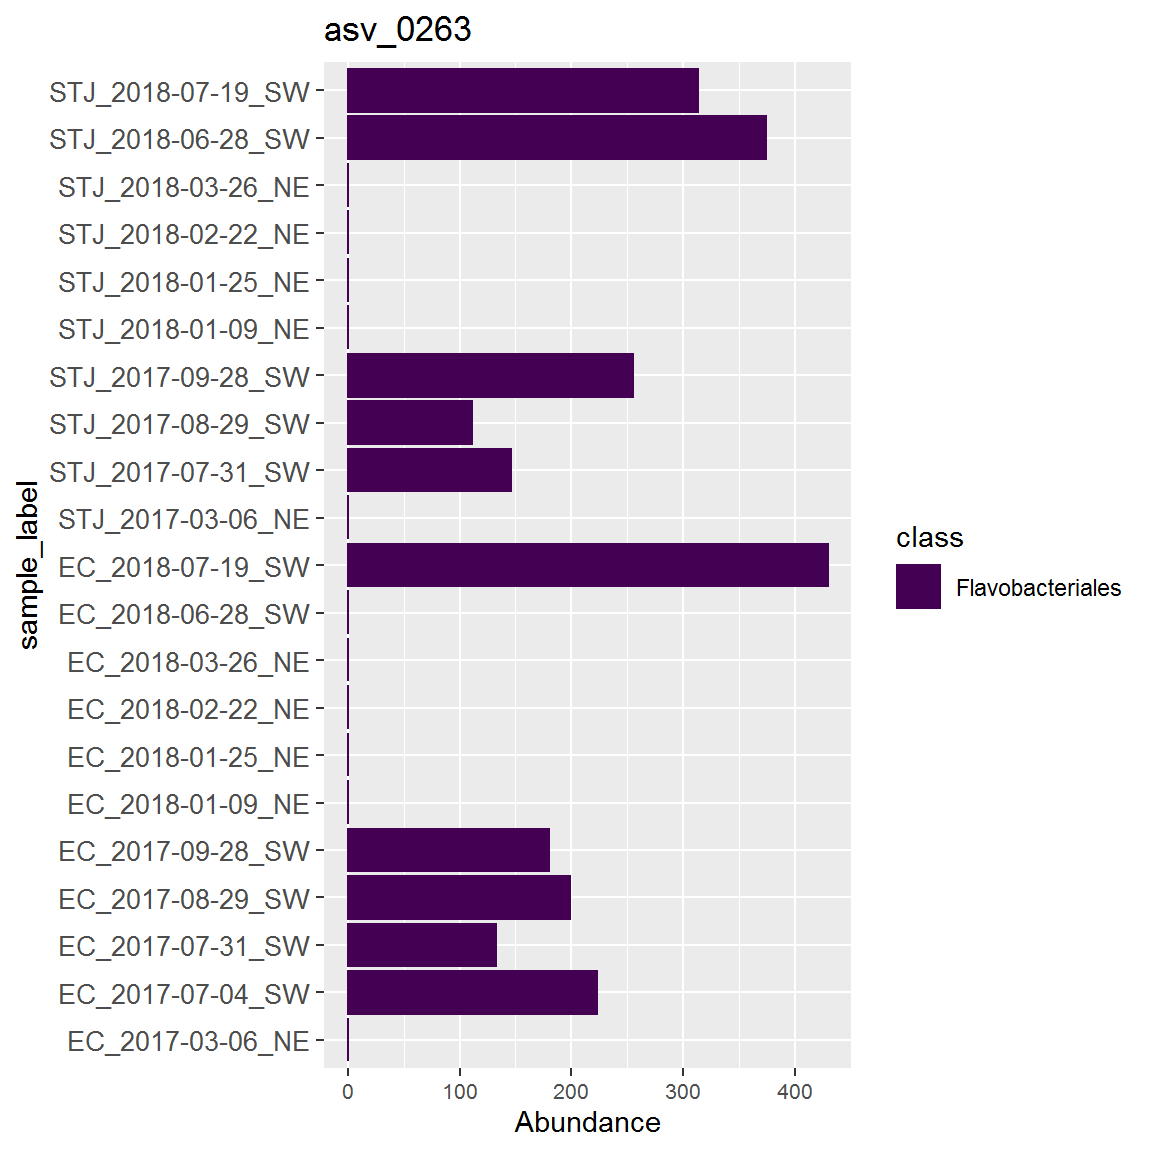 asv_0263
STJ_2018-07-19_SW
STJ_2018-06-28_SW
STJ_2018-03-26_NE
STJ_2018-02-22_NE
STJ_2018-01-25_NE
STJ_2018-01-09_NE
STJ_2017-09-28_SW
STJ_2017-08-29_SW
STJ_2017-07-31_SW
STJ_2017-03-06_NE
EC_2018-07-19_SW
EC_2018-06-28_SW
EC_2018-03-26_NE
EC_2018-02-22_NE
EC_2018-01-25_NE
EC_2018-01-09_NE
EC_2017-09-28_SW
EC_2017-08-29_SW
EC_2017-07-31_SW
EC_2017-07-04_SW
EC_2017-03-06_NE
sample_label
0 100 200 300 400
Abundance
class
Flavobacteriales